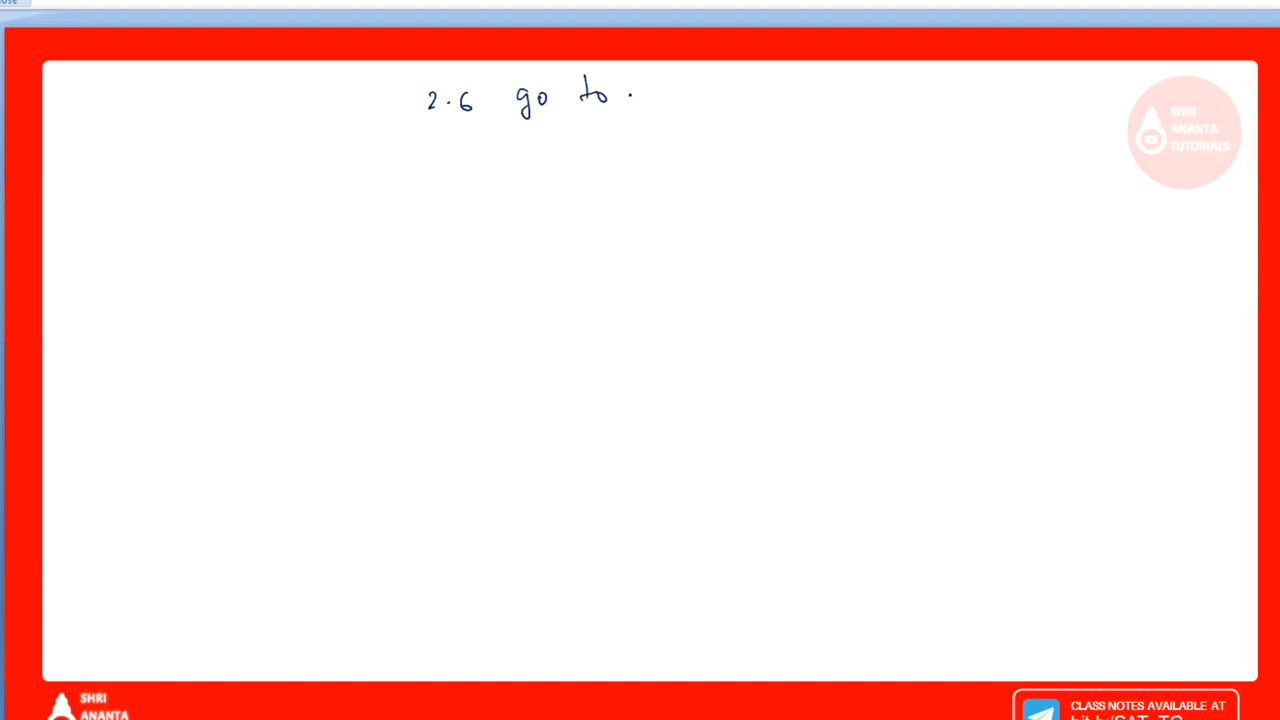 2.6 go to .
SHRI
ANANTA
TUTORIALS
SHRI
ANANTA
CLASS NOTES AVAILABLE AT